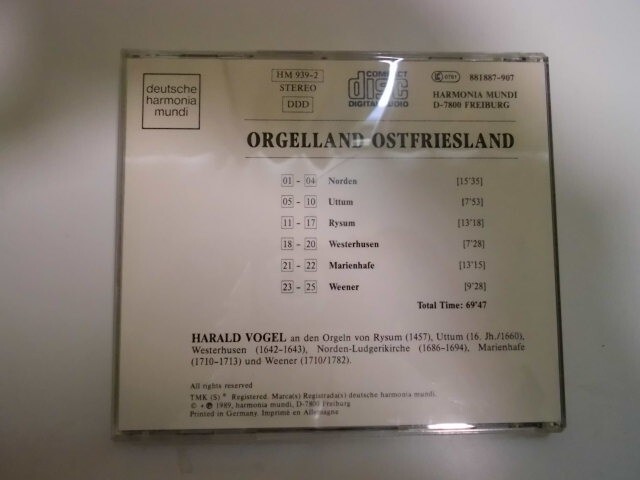 deutsche
harmonia
mundi
HM 939-2
STEREO
DDD
COMPACT
disc
DIGITAL AUDIO
LC 0761
881887-907
HARMONIA MUNDI
D-7800 FREIBURG
ORGELLAND OSTFRIESLAND
01 - 04 Norden [15'35]
05 - 10 Uttum [7'53]
11 - 17 Rysum [13'18]
18 - 20 Westerhusen [7'28]
21 - 22 Marienhafe [13'15]
23 - 25 Weener [9'28]
Total Time: 69'47
HARALD VOGEL an den Orgeln von Rysum (1457), Uttum (16. Jh./1660),
Westerhusen (1642-1643), Norden-Ludgerikirche (1686-1694), Marienhafe
(1710-1713) und Weener (1710/1782).
All rights reserved
TMK (S) ® Registered. Marca(s) Registrada(s) deutsche harmonia mundi.
© + ℗ 1989, harmonia mundi, D-7800 Freiburg
Printed in Germany. Imprimé en Allemagne